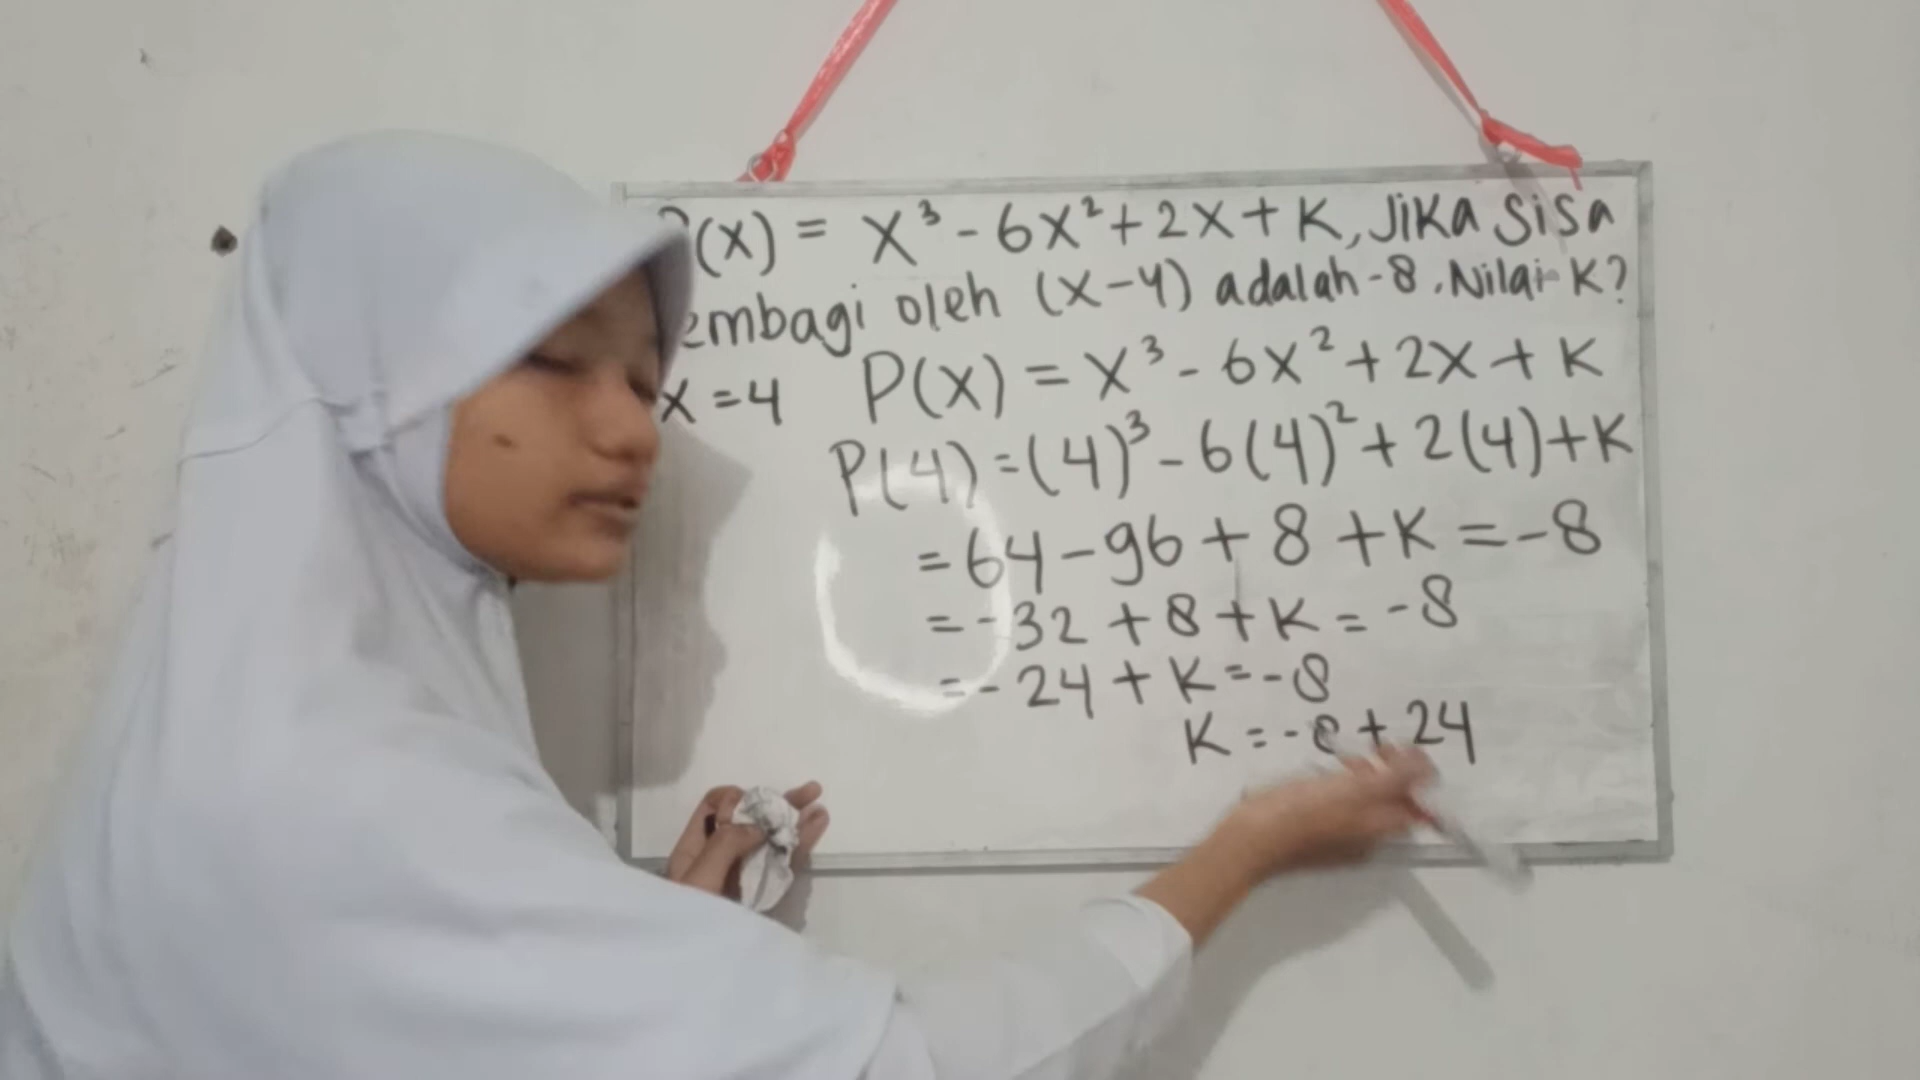 (x) = x³ - 6x² + 2x + K, Jika sisa
embagi oleh (x-4) adalah -8. Nilai K?
x = 4 P(x) = x³ - 6x² + 2x + K
P(4) = (4)³ - 6(4)² + 2(4) + K
= 64 - 96 + 8 + K = -8
= -32 + 8 + K = -8
= -24 + K = -8
K = -8 + 24